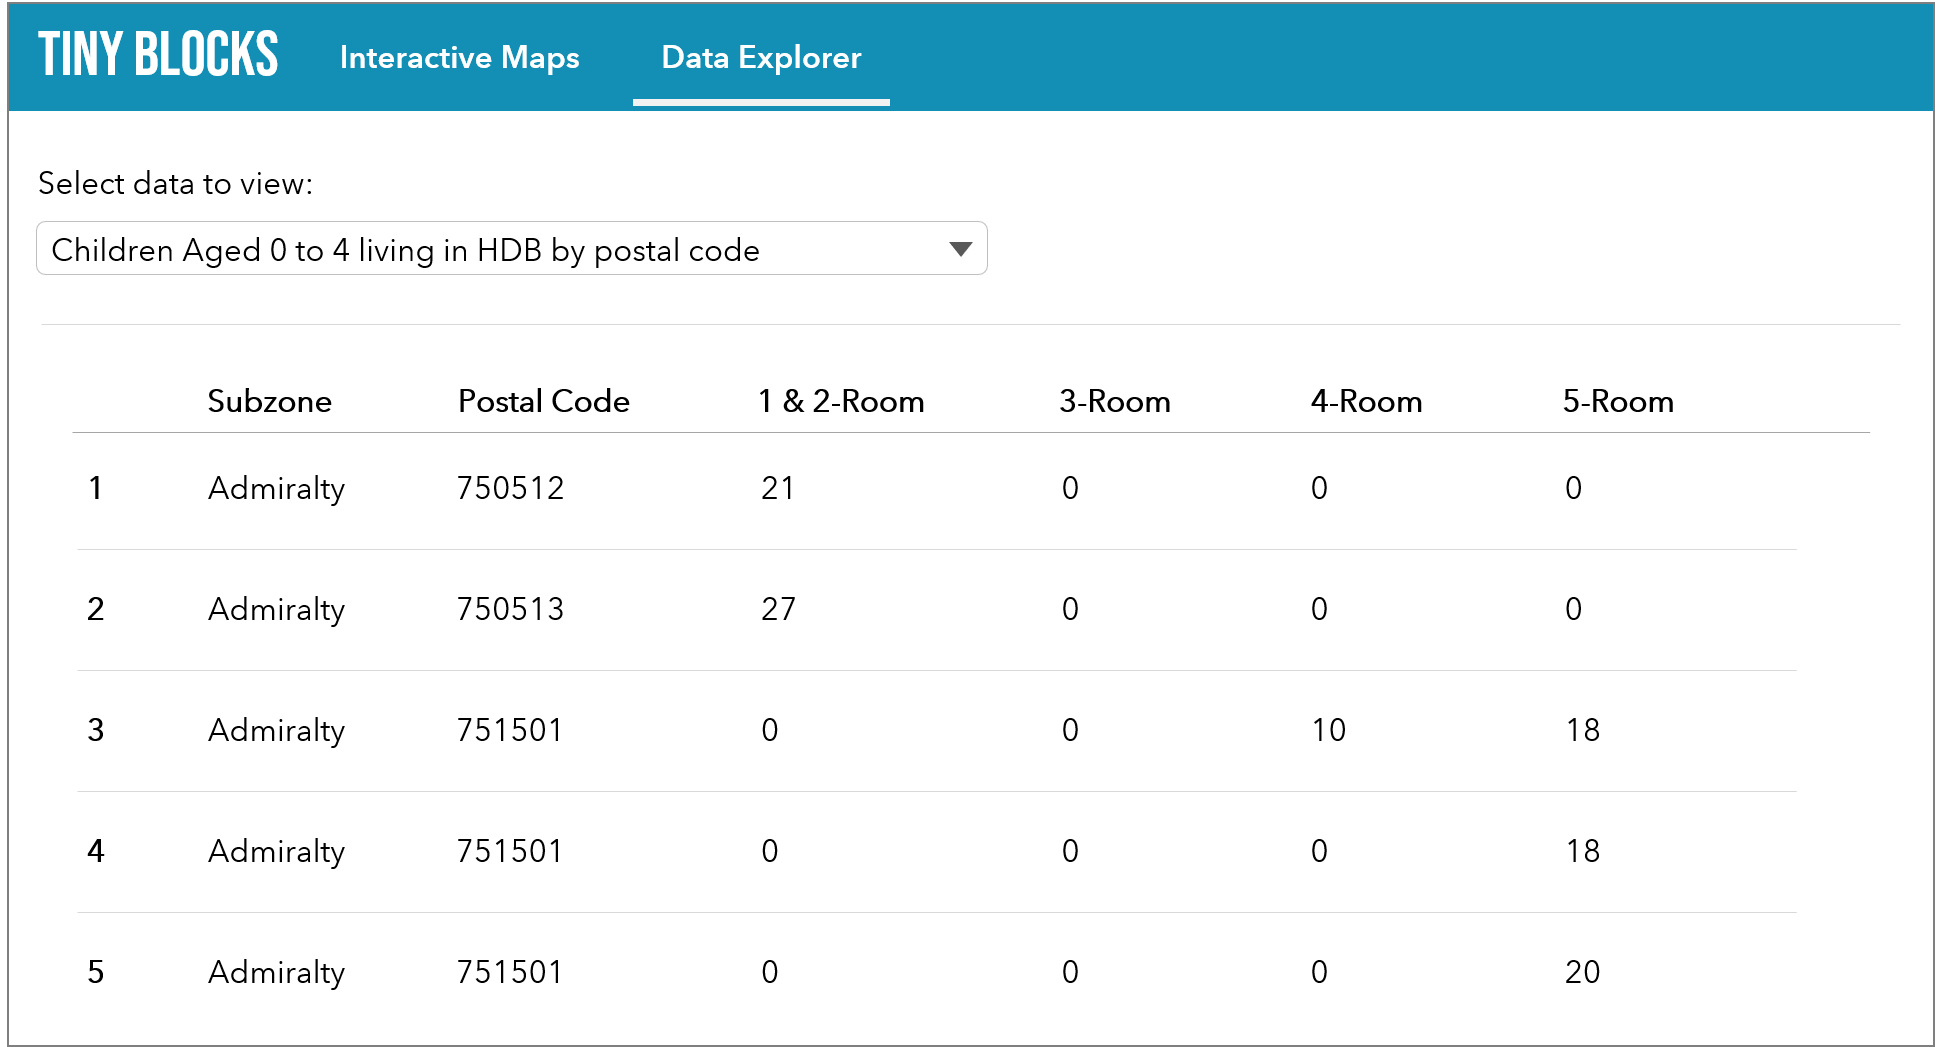 TINY BLOCKS Interactive Maps Data Explorer
Select data to view:
Children Aged 0 to 4 living in HDB by postal code
Subzone Postal Code 1 & 2-Room 3-Room 4-Room 5-Room
1 Admiralty 750512 21 0 0 0
2 Admiralty 750513 27 0 0 0
3 Admiralty 751501 0 0 10 18
4 Admiralty 751501 0 0 0 18
5 Admiralty 751501 0 0 0 20